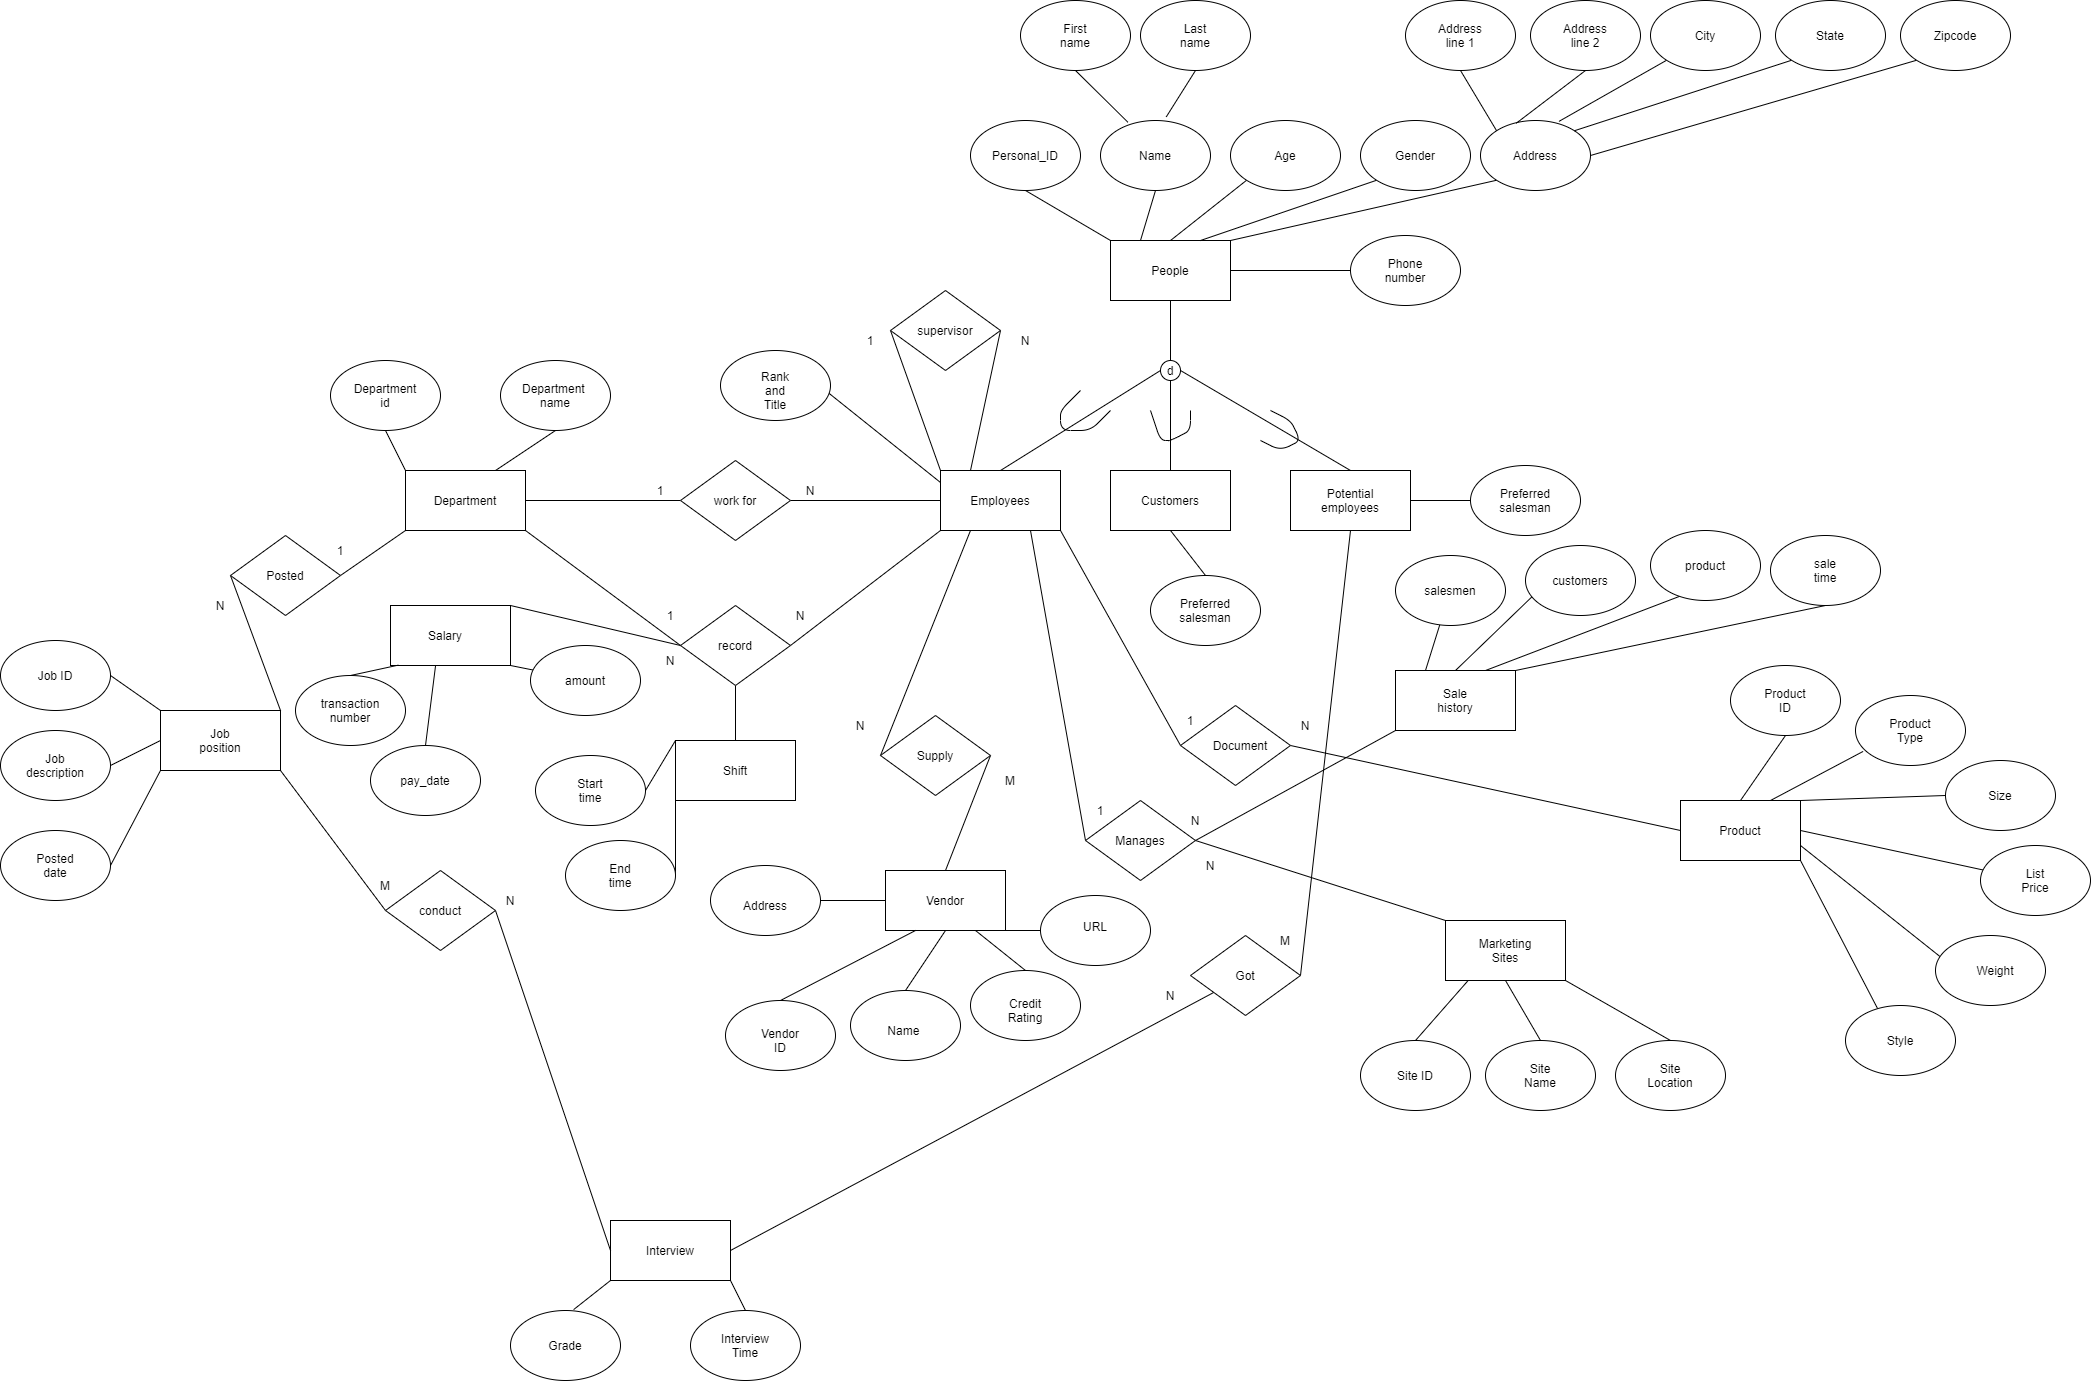 First
name
Last
name
Address
line 1
Address
line 2
City
State
Zipcode
Personal_ID
Name
Age
Gender
Address
People
Phone
number
supervisor
1
N
d
Rank
and
Title
Department
id
Department
name
Department
1
work for
N
Employees
Customers
Potential
employees
Preferred
salesman
Posted
1
N
salesmen
customers
product
sale
time
Preferred
salesman
Salary
1
N
record
N
Job ID
transaction
number
amount
Sale
history
Product
ID
Product
Type
Job
position
Job
description
pay_date
Start
time
Shift
N
Supply
M
1
Document
N
Size
Product
1
Manages
N
N
Posted
date
End
time
List
Price
M
conduct
N
Address
Vendor
URL
Marketing
Sites
M
Got
N
Weight
Vendor
ID
Name
Credit
Rating
Style
Site ID
Site
Name
Site
Location
Interview
Grade
Interview
Time